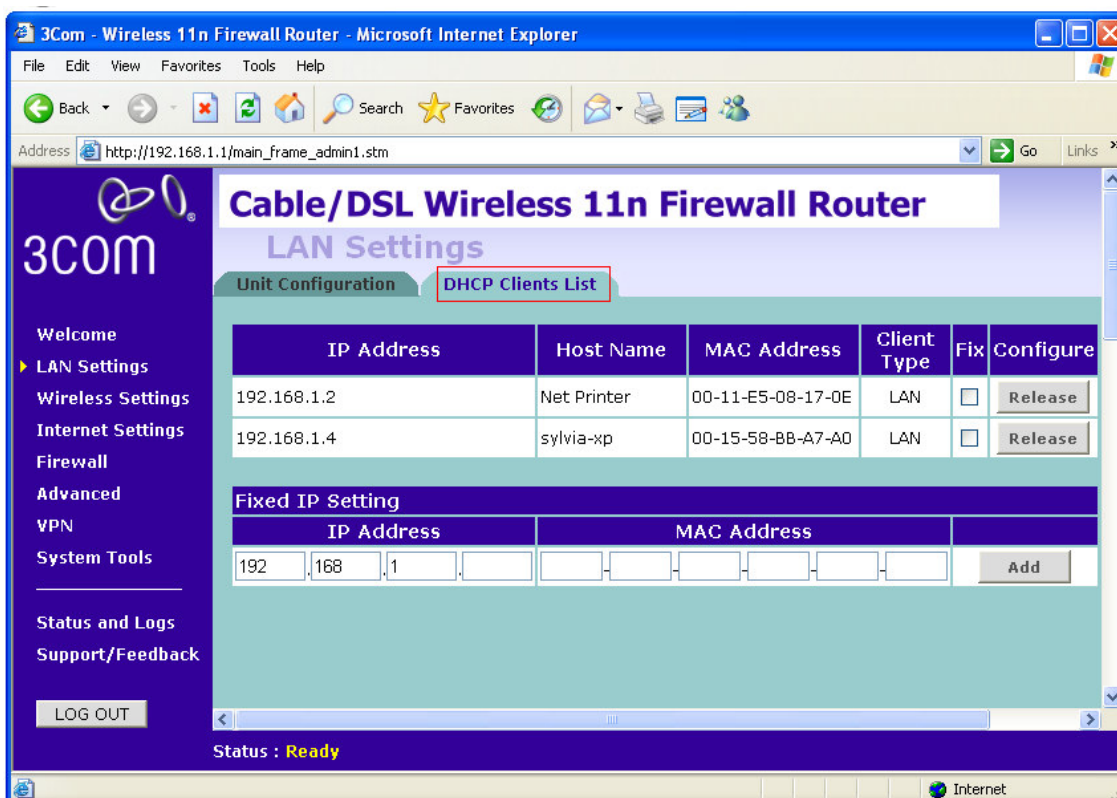 3Com - Wireless 11n Firewall Router - Microsoft Internet Explorer
File Edit View Favorites Tools Help
Back Search Favorites
Address http://192.168.1.1/main_frame_admin1.stm Go Links »
3COM ®
Cable/DSL Wireless 11n Firewall Router
LAN Settings
Unit Configuration DHCP Clients List
Welcome
LAN Settings
Wireless Settings
Internet Settings
Firewall
Advanced
VPN
System Tools
Status and Logs
Support/Feedback
LOG OUT
IP Address Host Name MAC Address Client Type Fix Configure
192.168.1.2 Net Printer 00-11-E5-08-17-0E LAN Release
192.168.1.4 sylvia-xp 00-15-58-BB-A7-A0 LAN Release
Fixed IP Setting
IP Address MAC Address
192 .168 .1 . - - - - - Add
Status : Ready
Internet